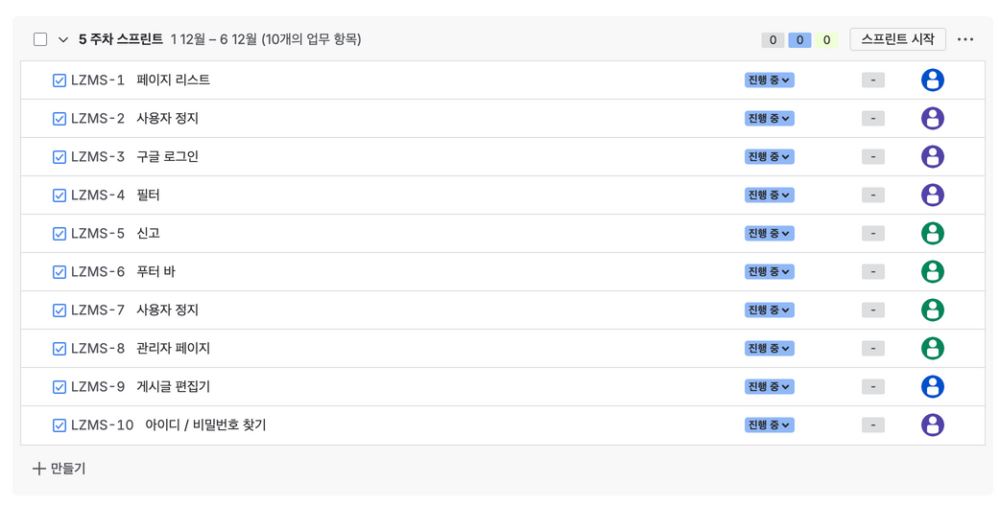 5 주차 스프린트 1 12월 – 6 12월 (10개의 업무 항목) 0 0 0 스프린트 시작
LZMS-1 페이지 리스트 진행 중 -
LZMS-2 사용자 정지 진행 중 -
LZMS-3 구글 로그인 진행 중 -
LZMS-4 필터 진행 중 -
LZMS-5 신고 진행 중 -
LZMS-6 푸터 바 진행 중 -
LZMS-7 사용자 정지 진행 중 -
LZMS-8 관리자 페이지 진행 중 -
LZMS-9 게시글 편집기 진행 중 -
LZMS-10 아이디 / 비밀번호 찾기 진행 중 -
만들기